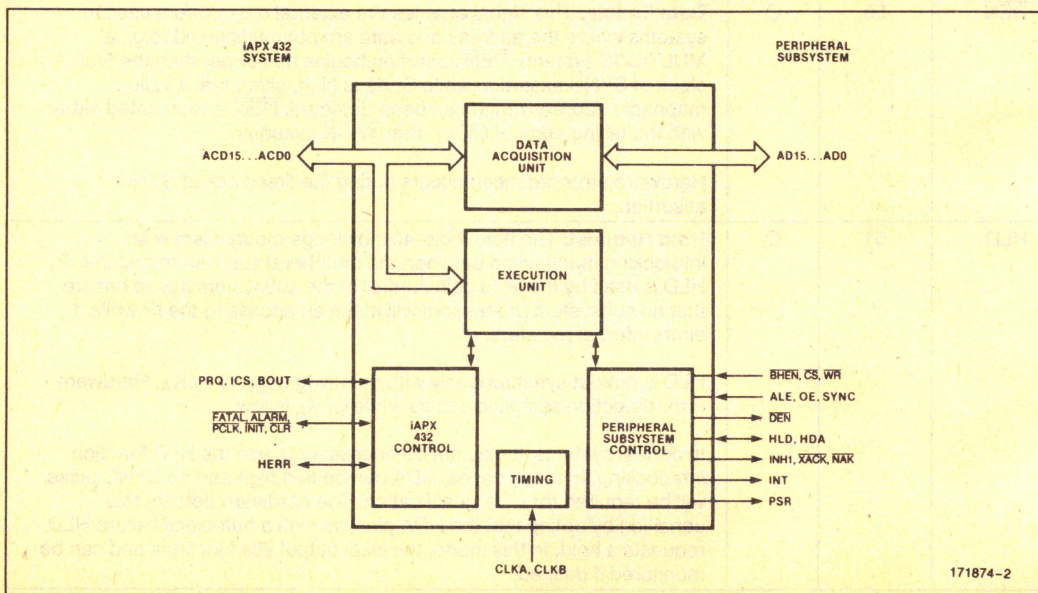 iAPX 432
SYSTEM
PERIPHERAL
SUBSYSTEM
ACD15...ACD0
DATA
ACQUISITION
UNIT
AD15...AD0
EXECUTION
UNIT
PRQ, ICS, BOUT
FATAL, ALARM,
PCLK, INIT, CLR
HERR
iAPX
432
CONTROL
TIMING
PERIPHERAL
SUBSYSTEM
CONTROL
BHEN, CS, WR
ALE, OE, SYNC
DEN
HLD, HDA
INH1, XACK, NAK
INT
PSR
CLKA, CLKB
171874-2